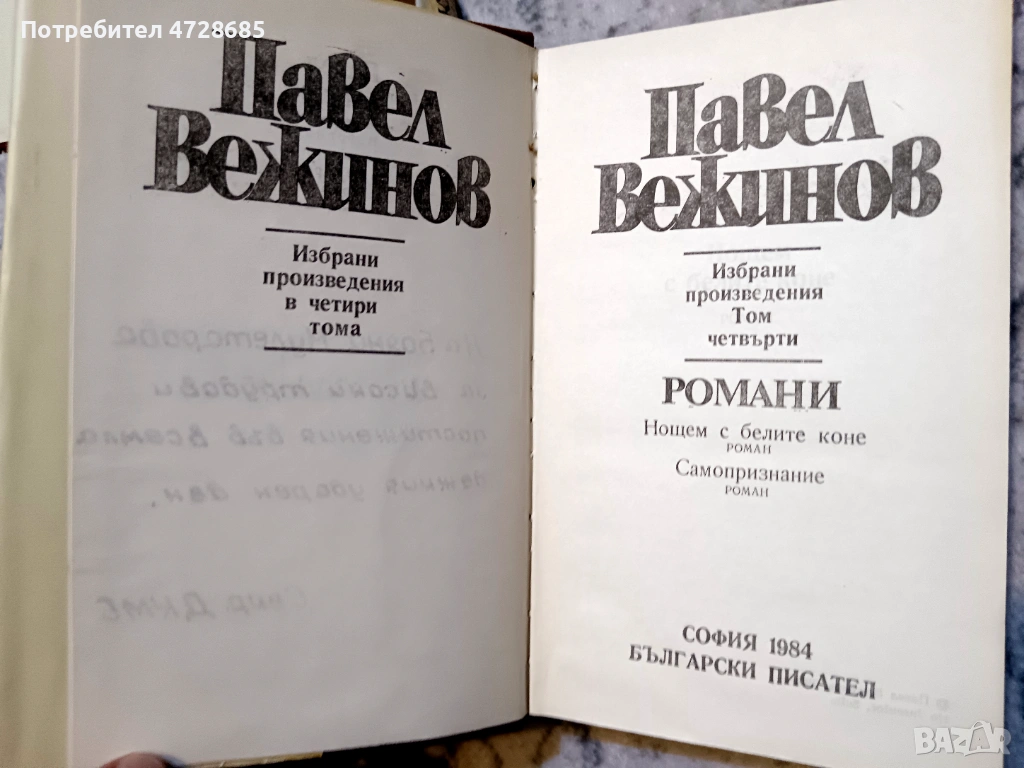 Потребител 4728685
Павел
Вежинов
Избрани
произведения
в четири
тома
Павел
Вежинов
Избрани
произведения
Том
четвърти
РОМАНИ
Нощем с белите коне
РОМАН
Самопризнание
РОМАН
СОФИЯ 1984
БЪЛГАРСКИ ПИСАТЕЛ
BAZAR